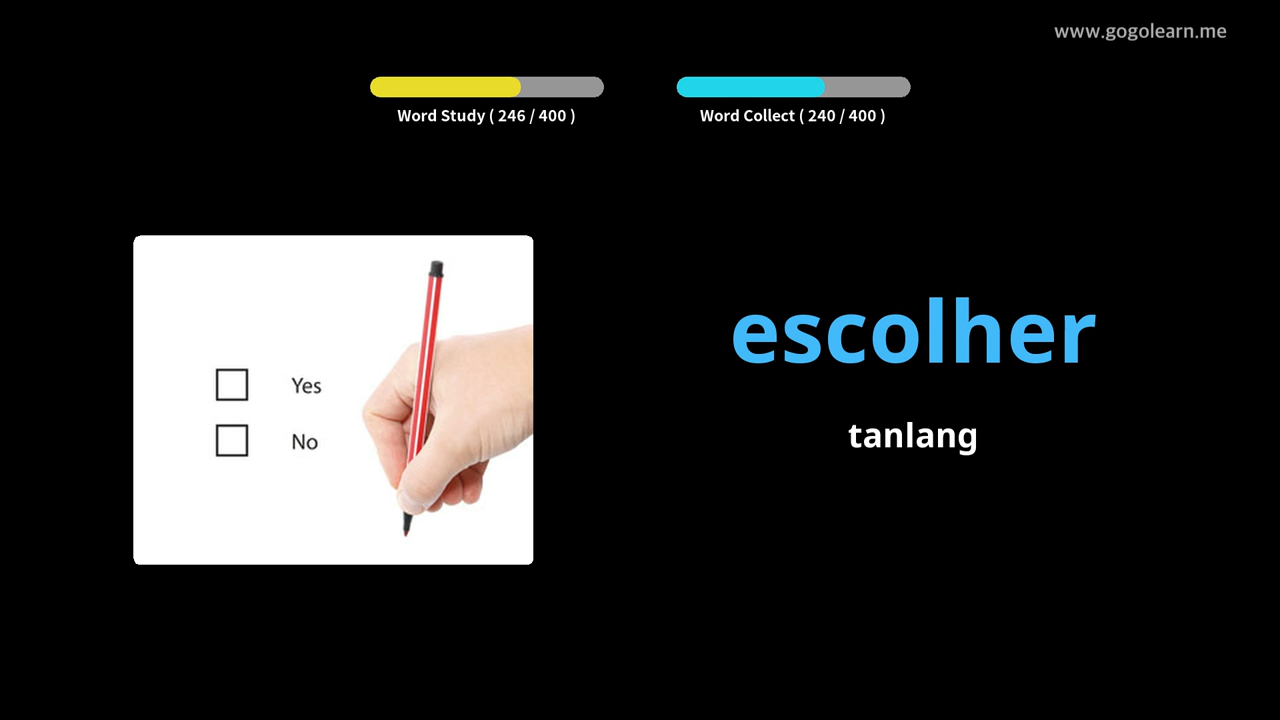 www.gogolearn.me
Word Study ( 246 / 400 )
Word Collect ( 240 / 400 )
escolher
tanlang
Yes
No